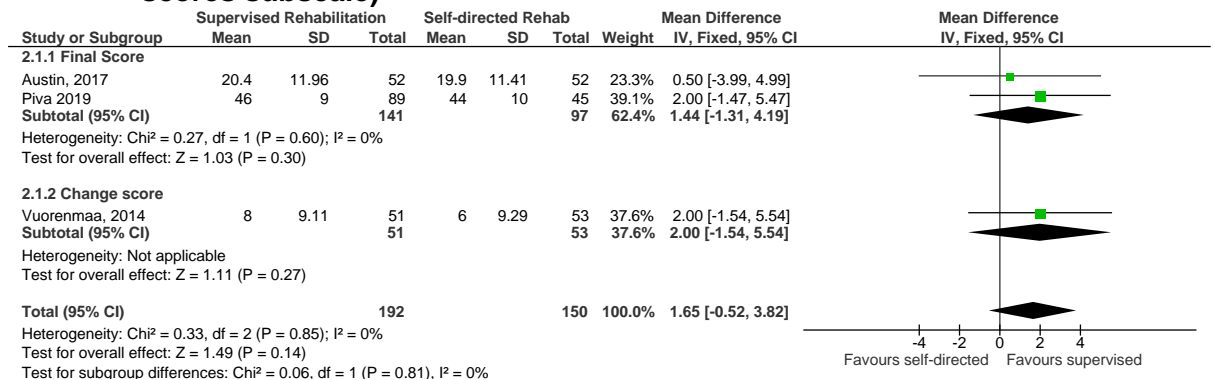 Supervised Rehabilitation Self-directed Rehab Mean Difference Mean Difference
Study or Subgroup Mean SD Total Mean SD Total Weight IV, Fixed, 95% CI IV, Fixed, 95% CI
2.1.1 Final Score
Austin, 2017 20.4 11.96 52 19.9 11.41 52 23.3% 0.50 [-3.99, 4.99]
Piva 2019 46 9 89 44 10 45 39.1% 2.00 [-1.47, 5.47]
Subtotal (95% CI) 141 97 62.4% 1.44 [-1.31, 4.19]
Heterogeneity: Chi² = 0.27, df = 1 (P = 0.60); I² = 0%
Test for overall effect: Z = 1.03 (P = 0.30)
2.1.2 Change score
Vuorenmaa, 2014 8 9.11 51 6 9.29 53 37.6% 2.00 [-1.54, 5.54]
Subtotal (95% CI) 51 53 37.6% 2.00 [-1.54, 5.54]
Heterogeneity: Not applicable
Test for overall effect: Z = 1.11 (P = 0.27)
Total (95% CI) 192 150 100.0% 1.65 [-0.52, 3.82]
Heterogeneity: Chi² = 0.33, df = 2 (P = 0.85); I² = 0%
Test for overall effect: Z = 1.49 (P = 0.14)
Test for subgroup differences: Chi² = 0.06, df = 1 (P = 0.81), I² = 0%
-4 -2 0 2 4
Favours self-directed Favours supervised